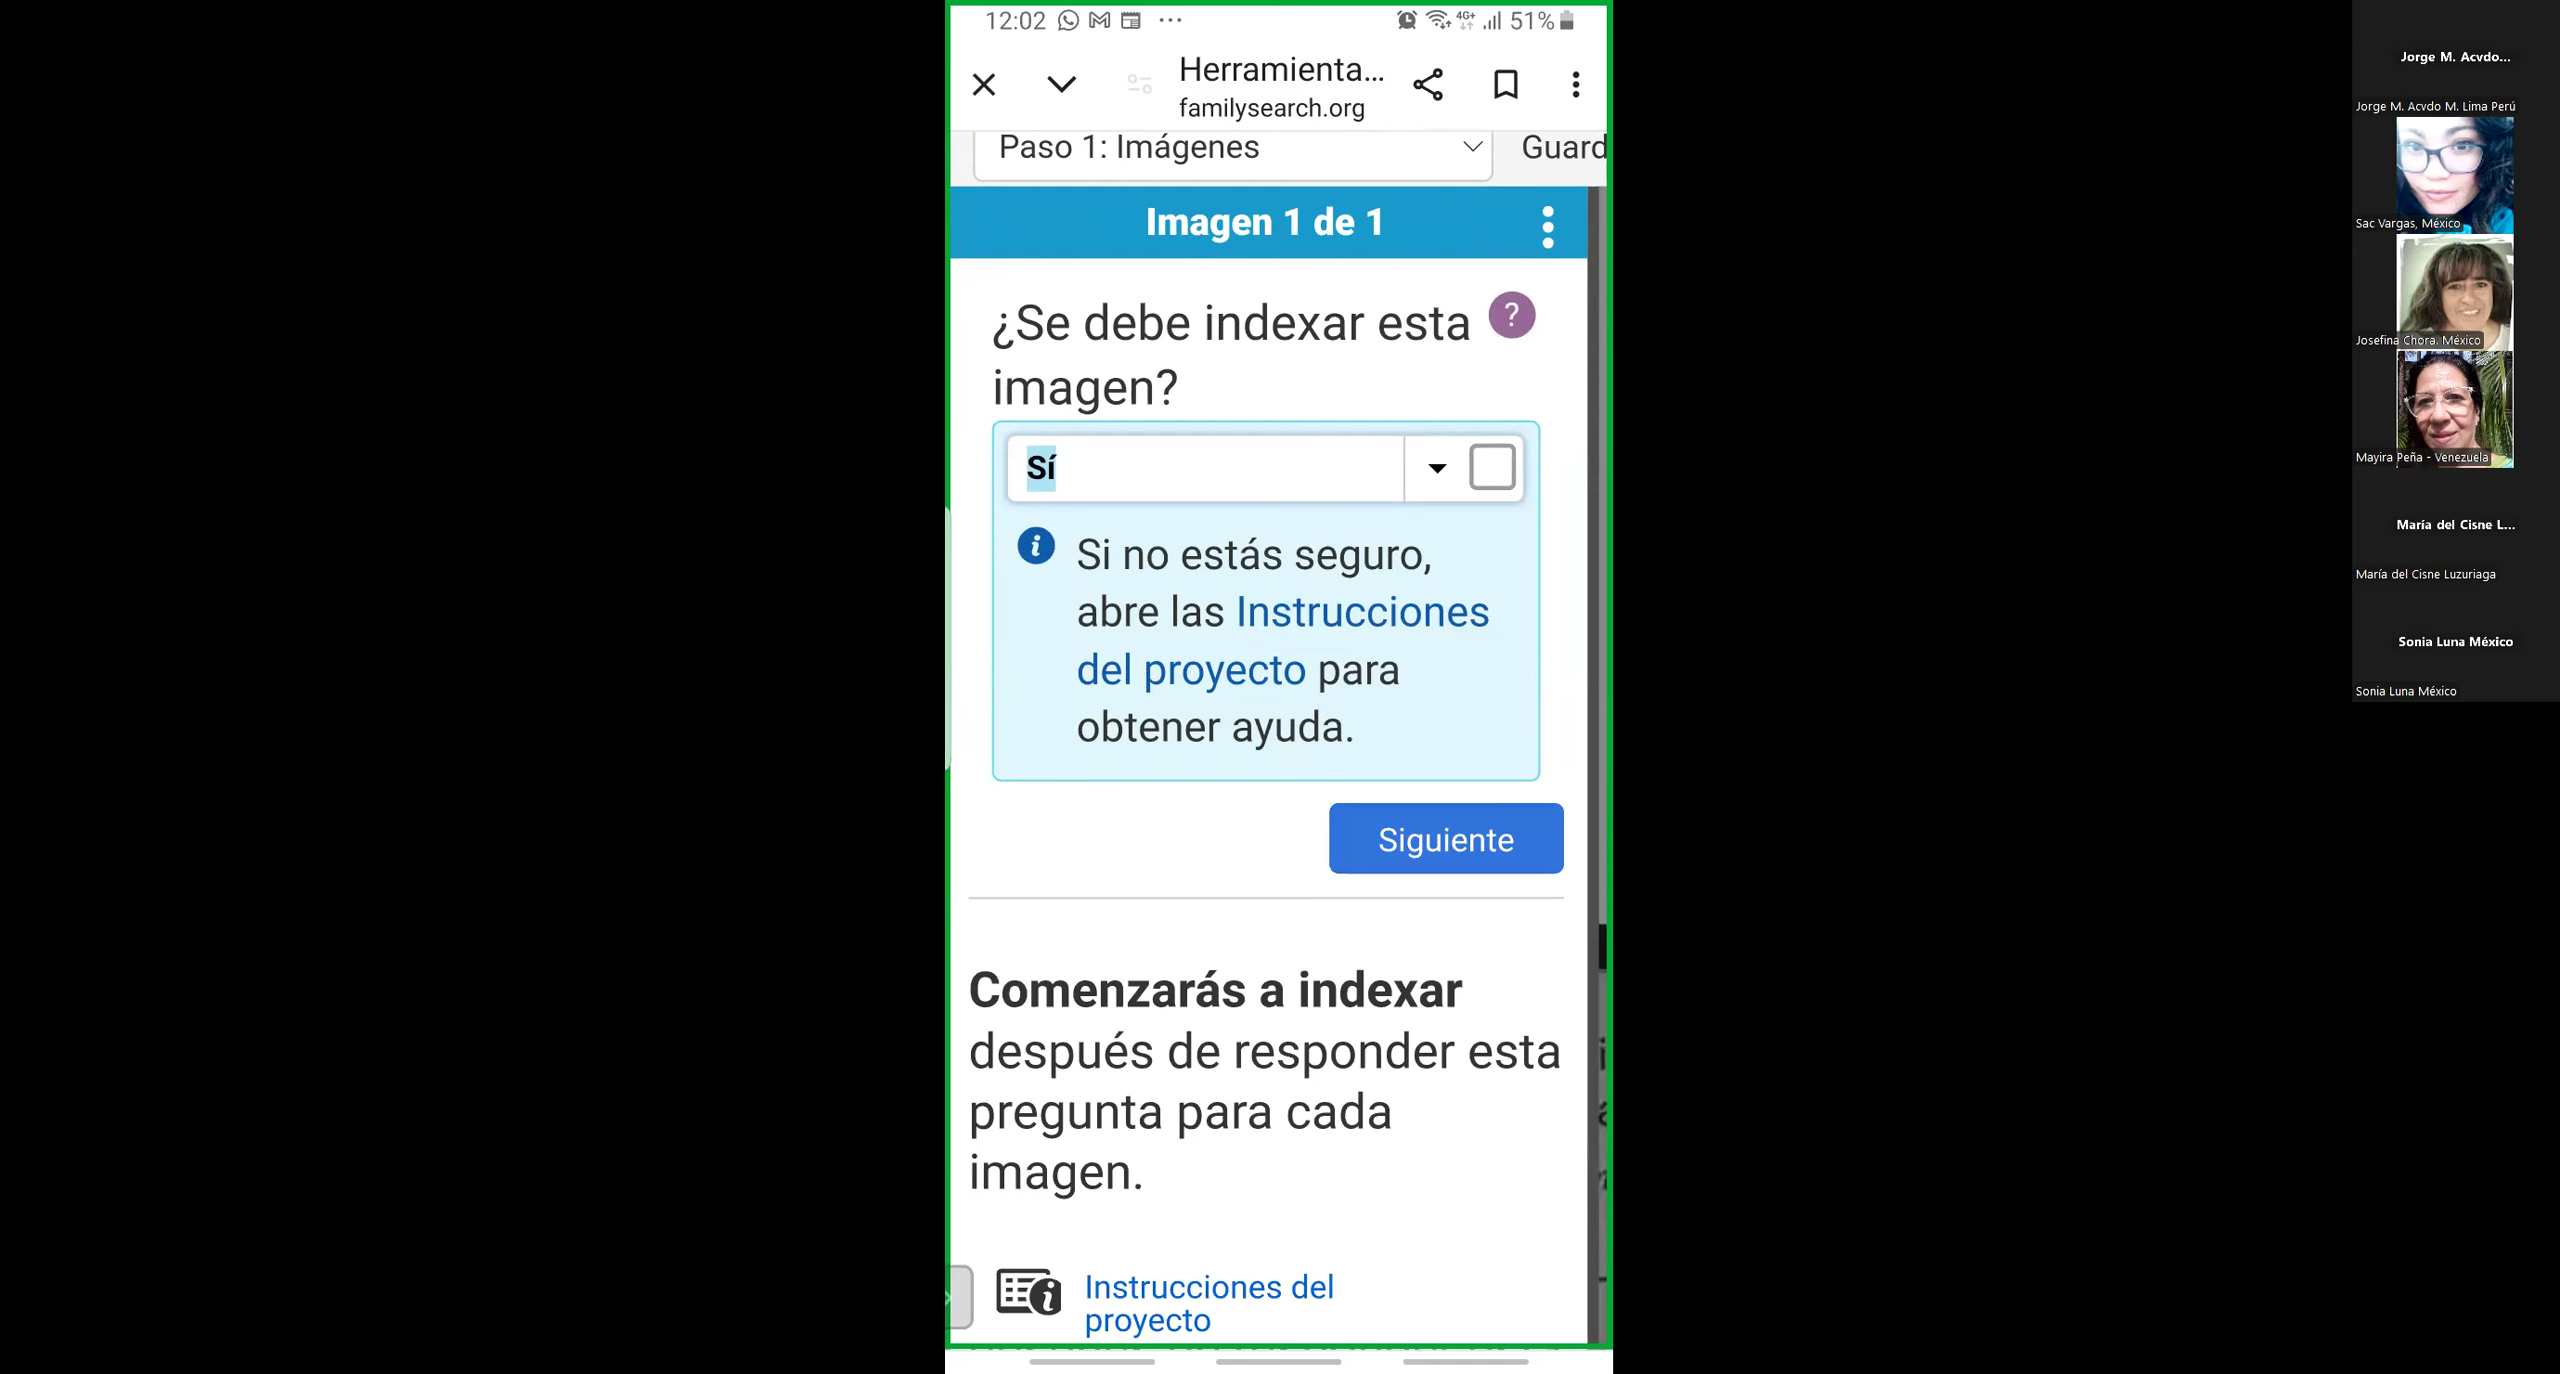 12:02 ... 4G+ 51%
Herramienta...
familysearch.org
Paso 1: Imágenes
Guard
Imagen 1 de 1
¿Se debe indexar esta ?
imagen?
Sí
i Si no estás seguro,
abre las Instrucciones
del proyecto para
obtener ayuda.
Siguiente
Comenzarás a indexar
después de responder esta
pregunta para cada
imagen.
Instrucciones del
proyecto
Jorge M. Acvdo...
Jorge M. Acvdo M. Lima Perú
Sac Vargas, México
Josefina Chora. México
Mayira Peña - Venezuela
María del Cisne L...
María del Cisne Luzuriaga
Sonia Luna México
Sonia Luna México